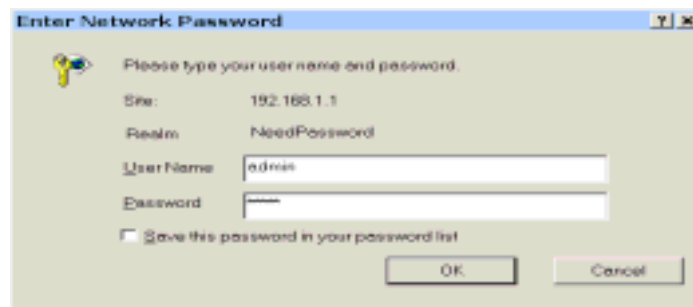 Enter Network Password
Please type your user name and password.
Site: 192.168.1.1
Realm NeedPassword
User Name admin
Password *****
Save this password in your password list
OK Cancel